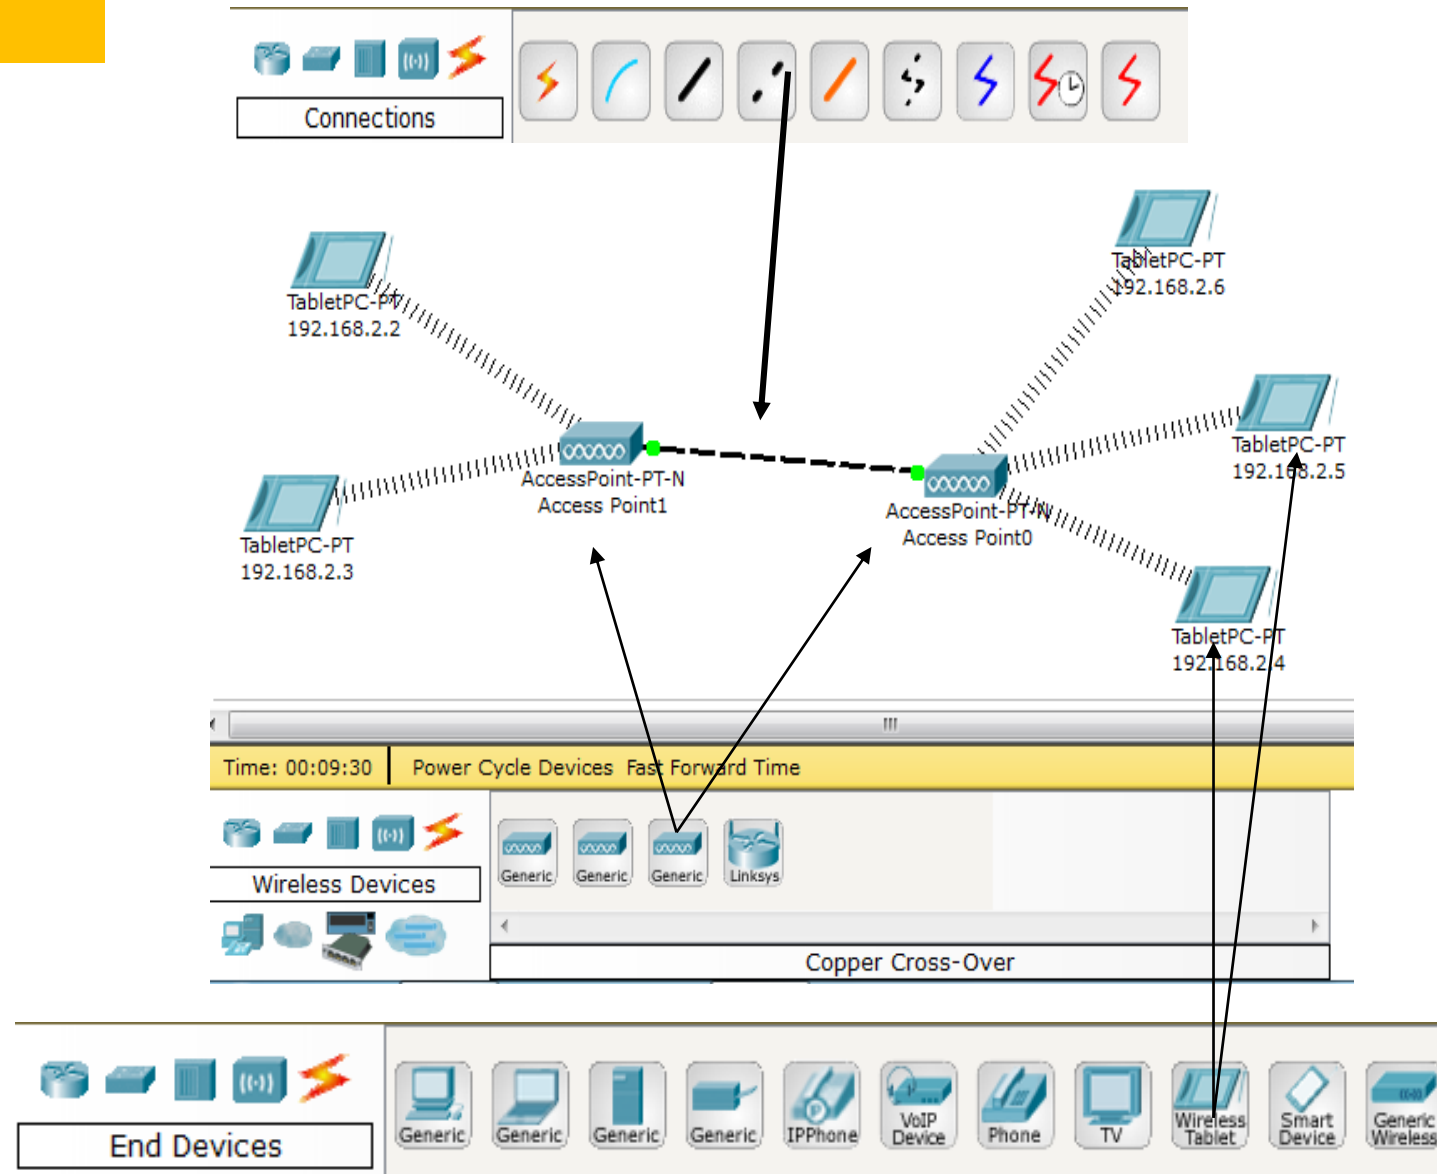 Connections
TabletPC-PT
192.168.2.6
TabletPC-PT
192.168.2.2
TabletPC-PT
192.168.2.5
AccessPoint-PT-N
Access Point1
AccessPoint-PT-N
Access Point0
TabletPC-PT
192.168.2.3
TabletPC-PT
192.168.2.4
Time: 00:09:30
Power Cycle Devices Fast Forward Time
Generic
Generic
Generic
Linksys
Wireless Devices
Copper Cross-Over
End Devices
Generic
Generic
Generic
Generic
IPPhone
VoIP
Device
Phone
TV
Wireless
Tablet
Smart
Device
Generic
Wireless